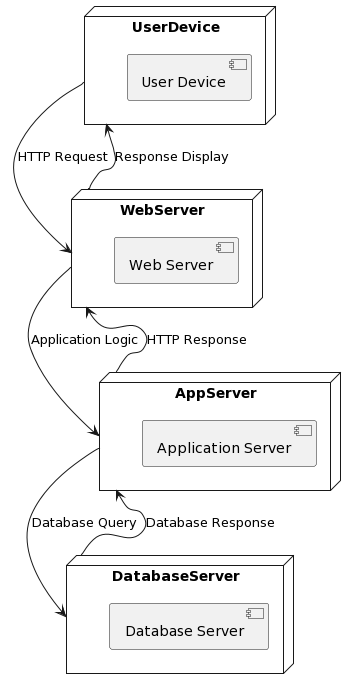 UserDevice
User Device
HTTP Request
Response Display
WebServer
Web Server
Application Logic
HTTP Response
AppServer
Application Server
Database Query
Database Response
DatabaseServer
Database Server